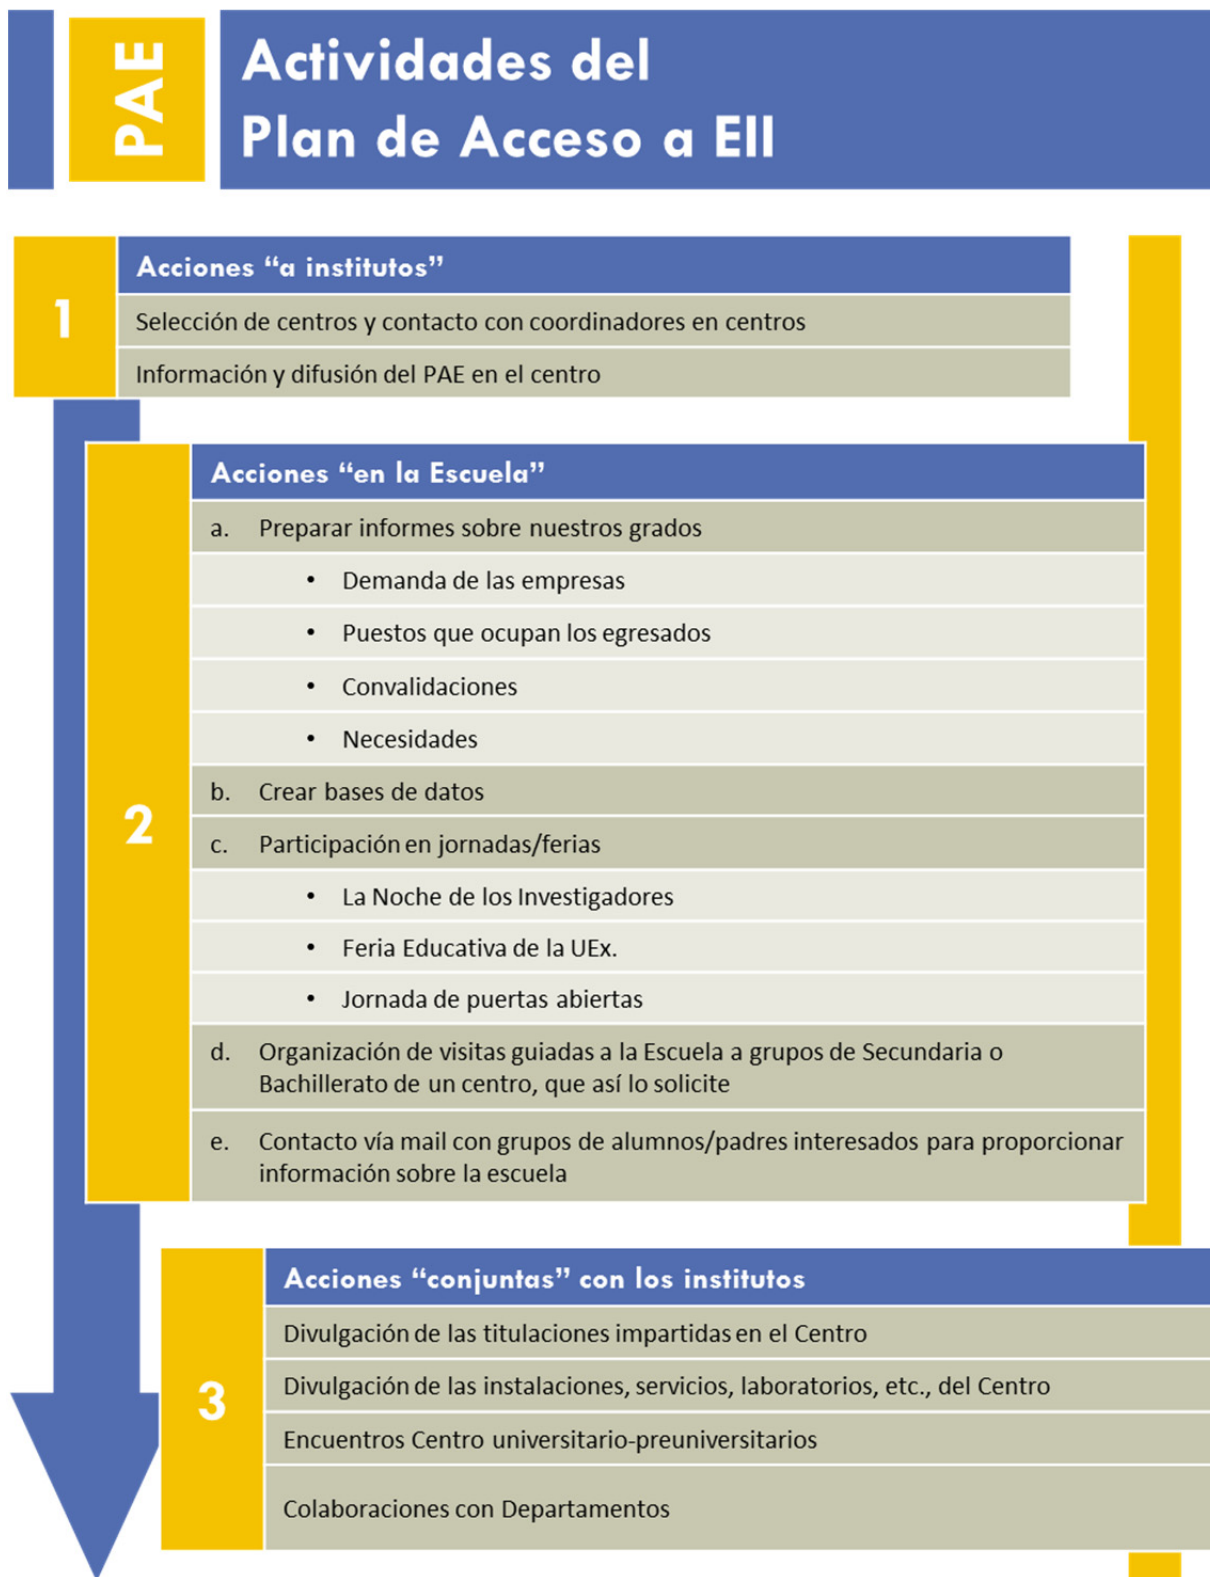 PAE
Actividades del
Plan de Acceso a EII
1
Acciones “a institutos”
Selección de centros y contacto con coordinadores en centros
Información y difusión del PAE en el centro
2
Acciones “en la Escuela”
a. Preparar informes sobre nuestros grados
• Demanda de las empresas
• Puestos que ocupan los egresados
• Convalidaciones
• Necesidades
b. Crear bases de datos
c. Participación en jornadas/ferias
• La Noche de los Investigadores
• Feria Educativa de la UEx.
• Jornada de puertas abiertas
d. Organización de visitas guiadas a la Escuela a grupos de Secundaria o
Bachillerato de un centro, que así lo solicite
e. Contacto vía mail con grupos de alumnos/padres interesados para proporcionar
información sobre la escuela
3
Acciones “conjuntas” con los institutos
Divulgación de las titulaciones impartidas en el Centro
Divulgación de las instalaciones, servicios, laboratorios, etc., del Centro
Encuentros Centro universitario-preuniversitarios
Colaboraciones con Departamentos